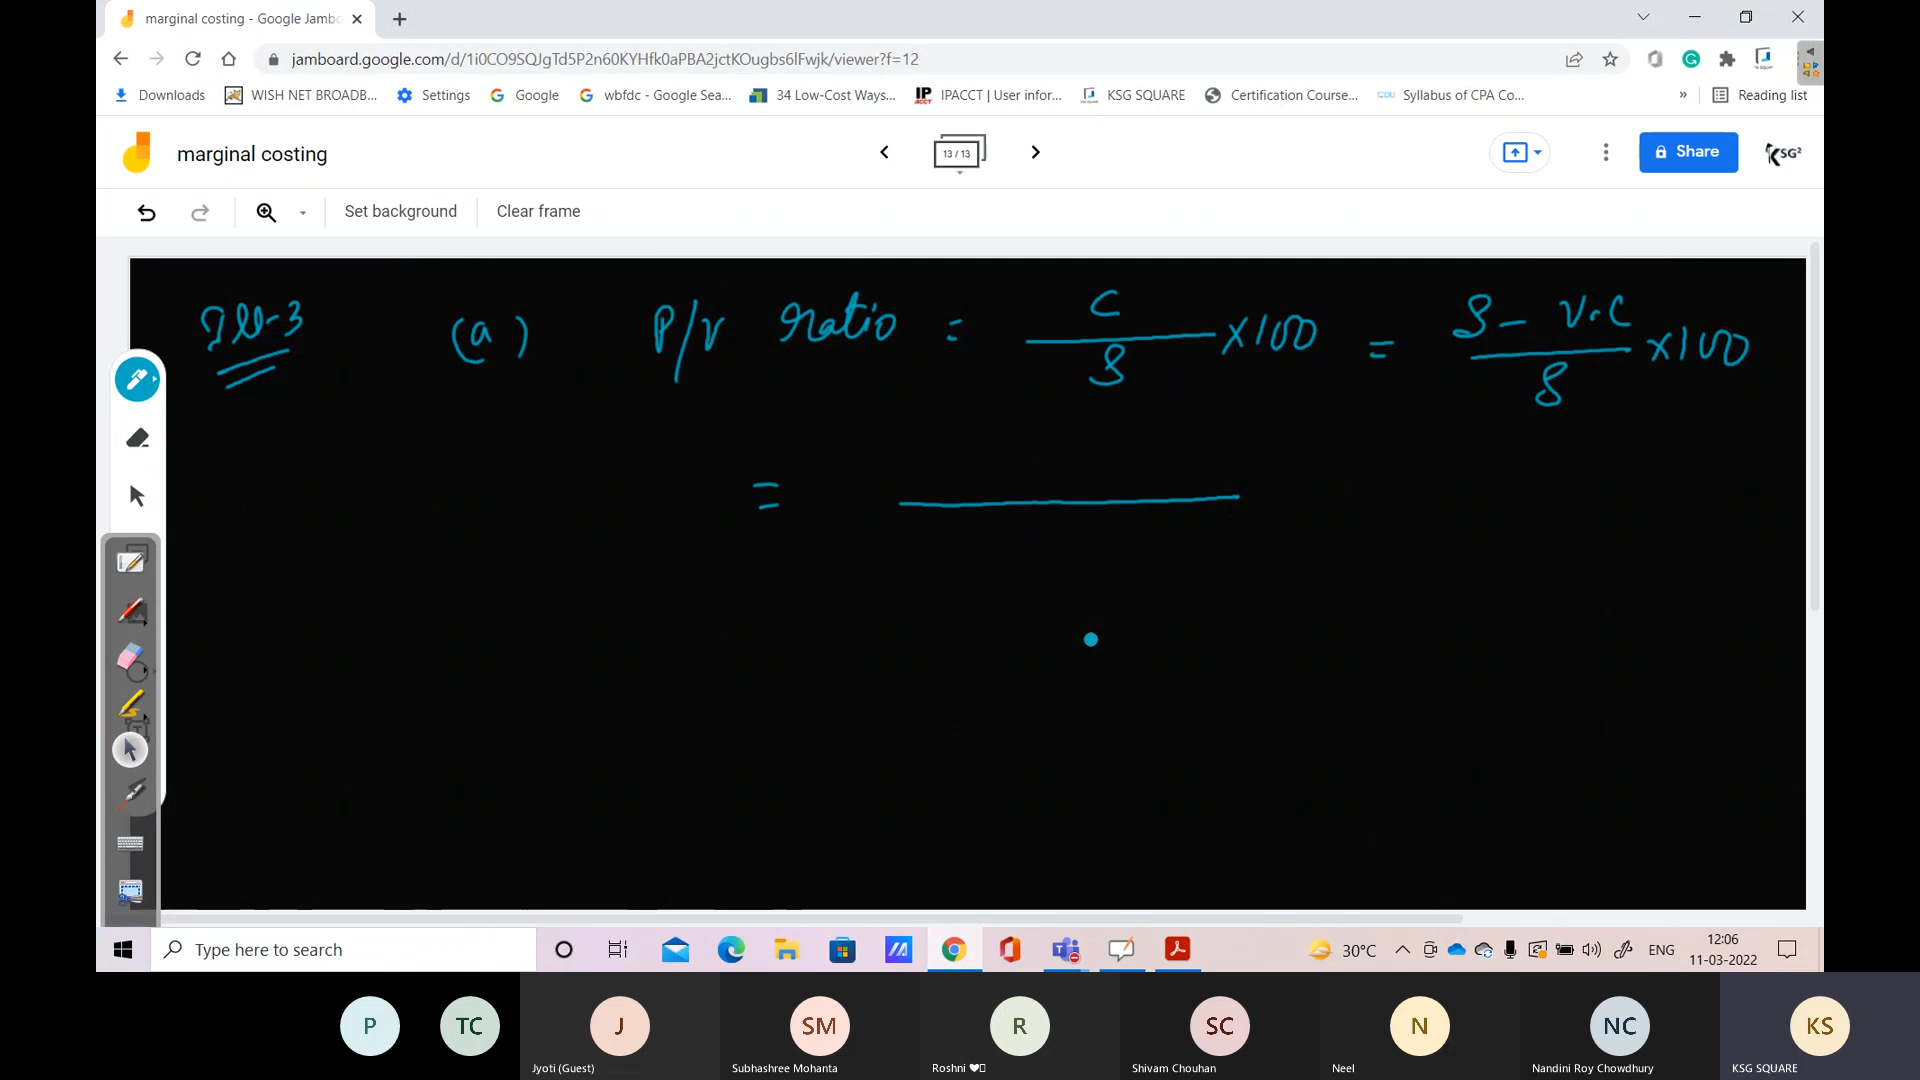 marginal costing - Google Jambo
jamboard.google.com/d/1i0CO9SQJgTd5P2n60KYHfk0aPBA2jctKOugbs6lFwjk/viewer?f=12
Downloads WISH NET BROADB... Settings Google wbfdc - Google Sea... 34 Low-Cost Ways... IPACCT | User infor... KSG SQUARE Certification Course... Syllabus of CPA Co... » Reading list
marginal costing 13 / 13 Share KSG²
Set background Clear frame
Ill-3 (a) P/V ratio = C/S ×100 = S - V.C/S ×100
=
Type here to search 30°C ENG 12:06
11-03-2022
P TC J SM R SC N NC KS
Jyoti (Guest) Subhashree Mohanta Roshni ❤ Shivam Chouhan Neel Nandini Roy Chowdhury KSG SQUARE